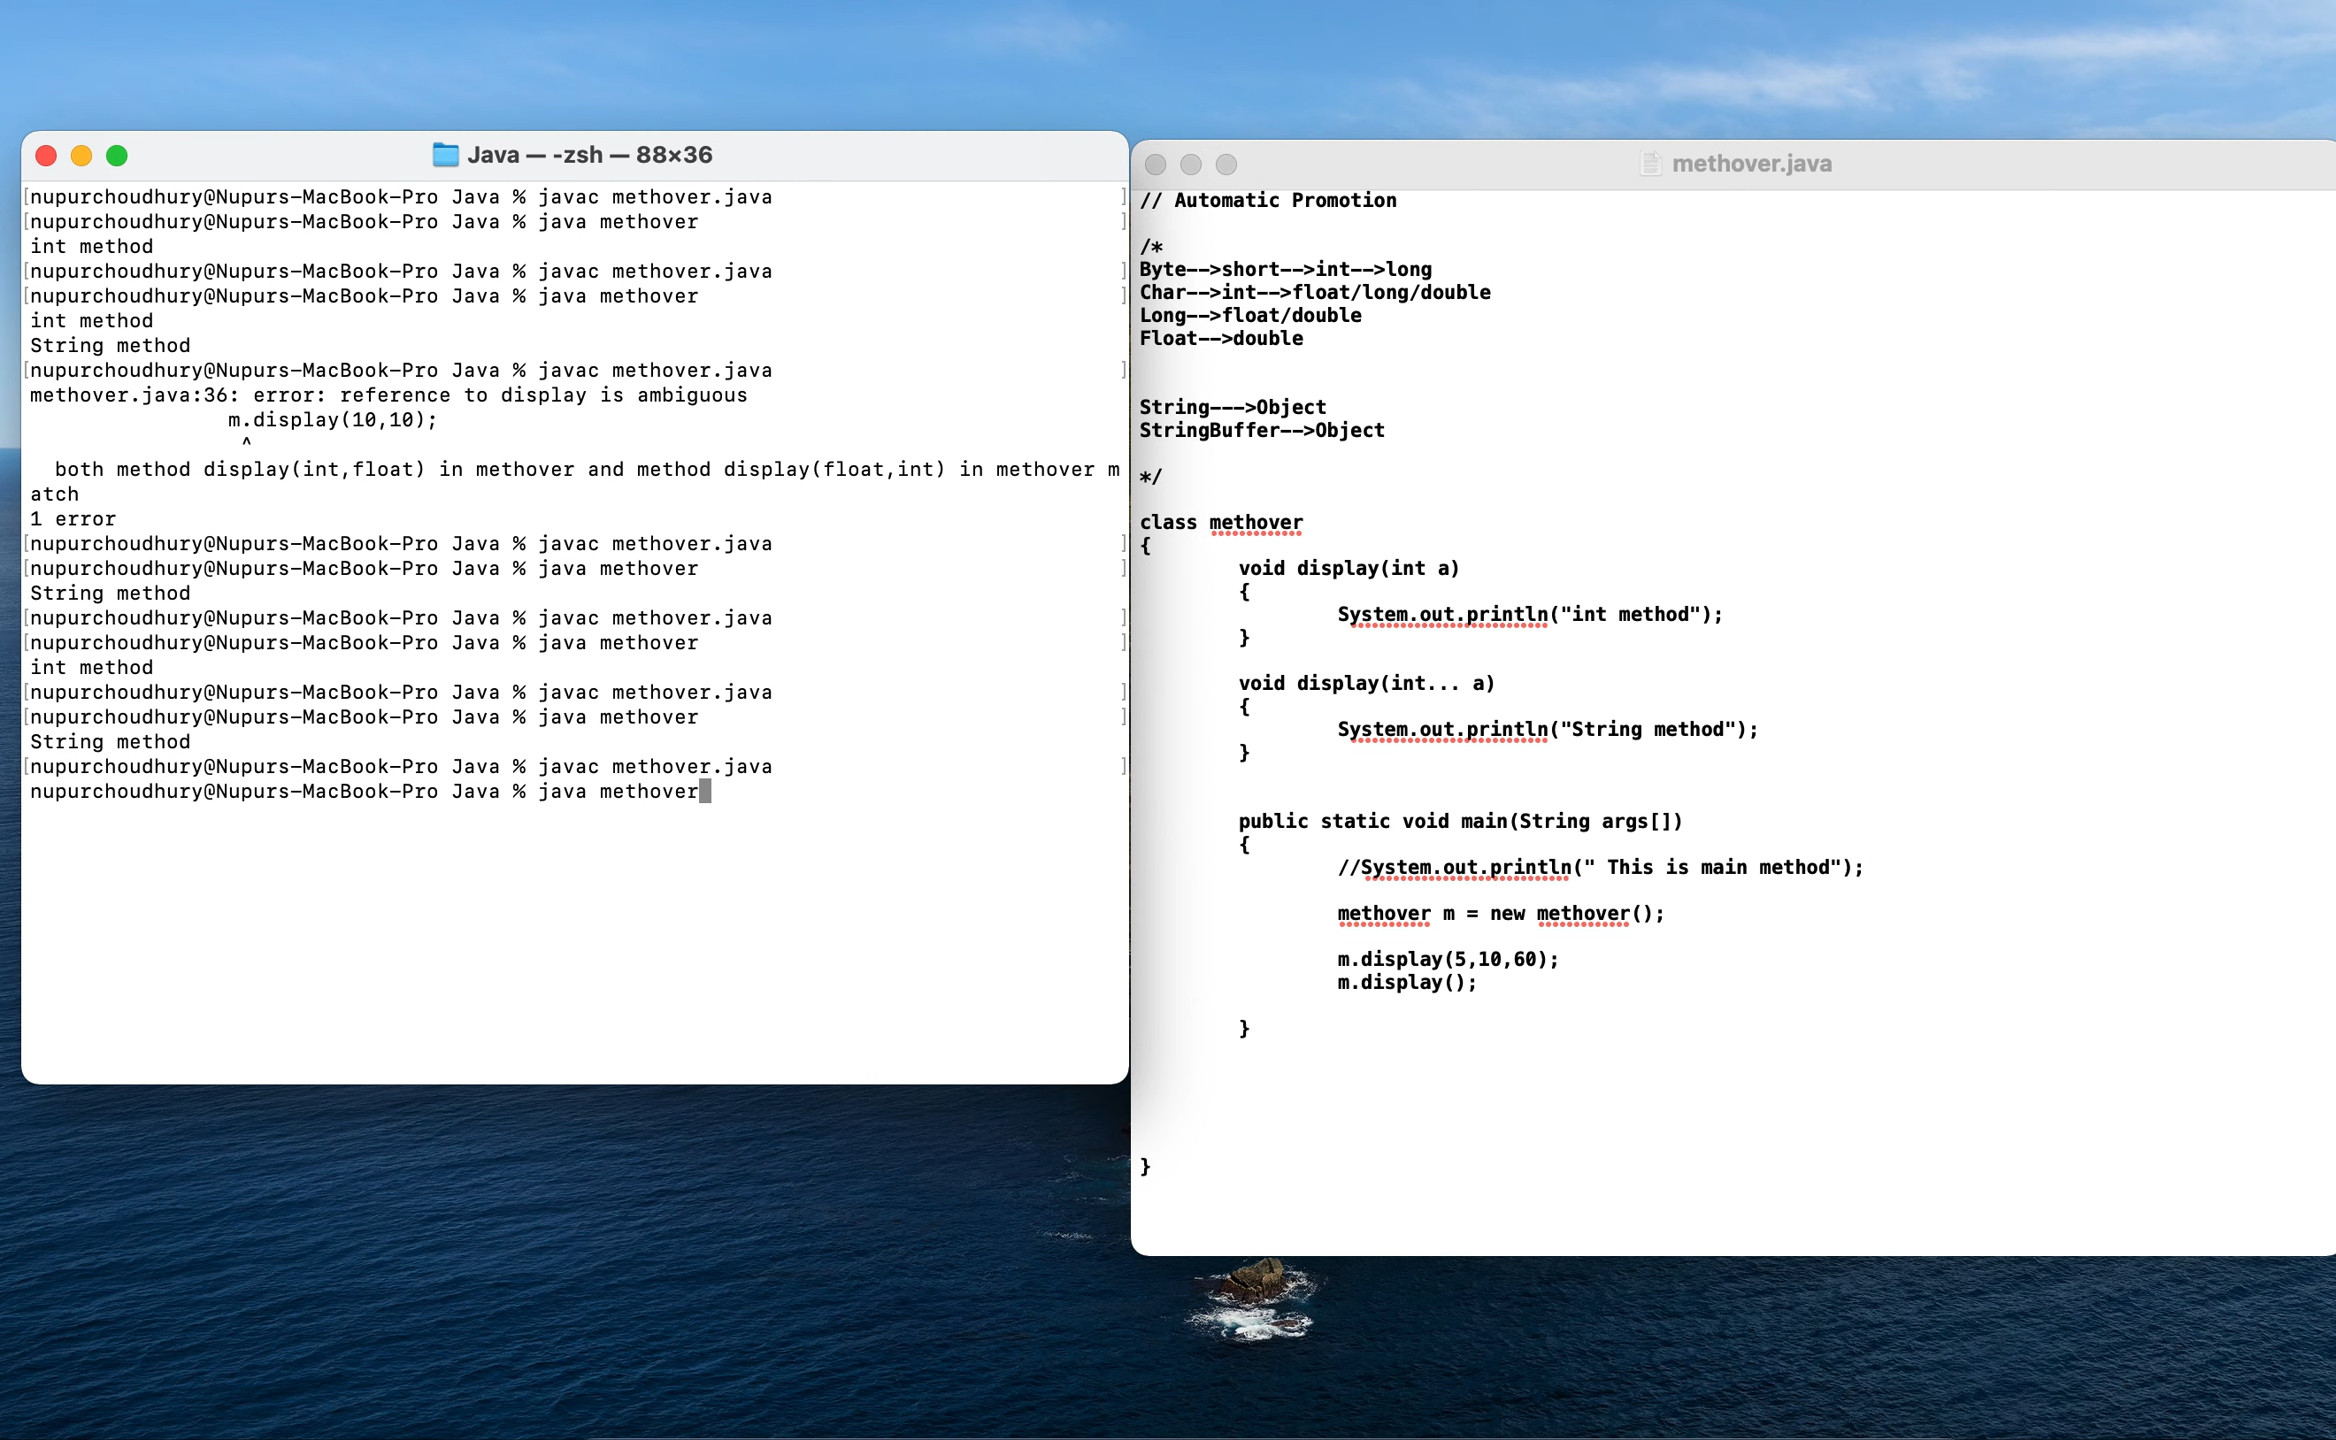 Java — -zsh — 88×36
[nupurchoudhury@Nupurs-MacBook-Pro Java % javac methover.java ]
[nupurchoudhury@Nupurs-MacBook-Pro Java % java methover ]
int method
[nupurchoudhury@Nupurs-MacBook-Pro Java % javac methover.java ]
[nupurchoudhury@Nupurs-MacBook-Pro Java % java methover ]
int method
String method
[nupurchoudhury@Nupurs-MacBook-Pro Java % javac methover.java ]
methover.java:36: error: reference to display is ambiguous
m.display(10,10);
^
both method display(int,float) in methover and method display(float,int) in methover m
atch
1 error
[nupurchoudhury@Nupurs-MacBook-Pro Java % javac methover.java ]
[nupurchoudhury@Nupurs-MacBook-Pro Java % java methover ]
String method
[nupurchoudhury@Nupurs-MacBook-Pro Java % javac methover.java ]
[nupurchoudhury@Nupurs-MacBook-Pro Java % java methover ]
int method
[nupurchoudhury@Nupurs-MacBook-Pro Java % javac methover.java ]
[nupurchoudhury@Nupurs-MacBook-Pro Java % java methover ]
String method
[nupurchoudhury@Nupurs-MacBook-Pro Java % javac methover.java ]
nupurchoudhury@Nupurs-MacBook-Pro Java % java methover
methover.java
// Automatic Promotion
/*
Byte-->short-->int-->long
Char-->int-->float/long/double
Long-->float/double
Float-->double
String--->Object
StringBuffer-->Object
*/
class methover
{
void display(int a)
{
System.out.println("int method");
}
void display(int... a)
{
System.out.println("String method");
}
public static void main(String args[])
{
//System.out.println(" This is main method");
methover m = new methover();
m.display(5,10,60);
m.display();
}
}